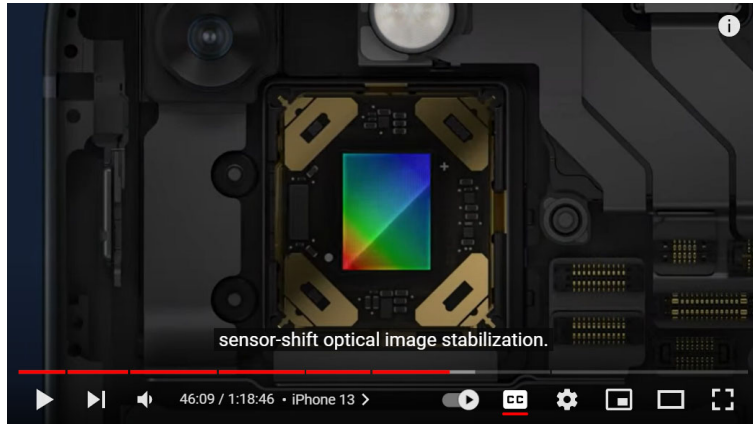 sensor-shift optical image stabilization.
46:09 / 1:18:46 • iPhone 13
CC